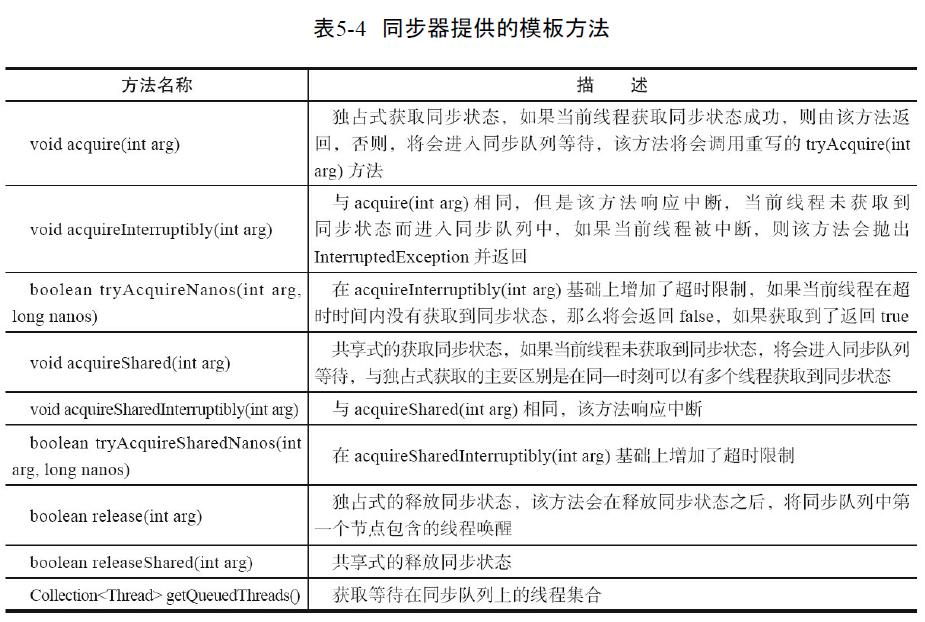 表5-4 同步器提供的模板方法
方法名称
描 述
void acquire(int arg)
独占式获取同步状态，如果当前线程获取同步状态成功，则由该方法返
回，否则，将会进入同步队列等待，该方法将会调用重写的 tryAcquire(int
arg) 方法
void acquireInterruptibly(int arg)
与 acquire(int arg) 相同，但是该方法响应中断，当前线程未获取到
同步状态而进入同步队列中，如果当前线程被中断，则该方法会抛出
InterruptedException 并返回
boolean tryAcquireNanos(int arg,
long nanos)
在 acquireInterruptibly(int arg) 基础上增加了超时限制，如果当前线程在超
时时间内没有获取到同步状态，那么将会返回 false，如果获取到了返回 true
void acquireShared(int arg)
共享式的获取同步状态，如果当前线程未获取到同步状态，将会进入同步队列
等待，与独占式获取的主要区别是在同一时刻可以有多个线程获取到同步状态
void acquireSharedInterruptibly(int arg)
与 acquireShared(int arg) 相同，该方法响应中断
boolean tryAcquireSharedNanos(int
arg, long nanos)
在 acquireSharedInterruptibly(int arg) 基础上增加了超时限制
boolean release(int arg)
独占式的释放同步状态，该方法会在释放同步状态之后，将同步队列中第
一个节点包含的线程唤醒
boolean releaseShared(int arg)
共享式的释放同步状态
Collection<Thread> getQueuedThreads()
获取等待在同步队列上的线程集合